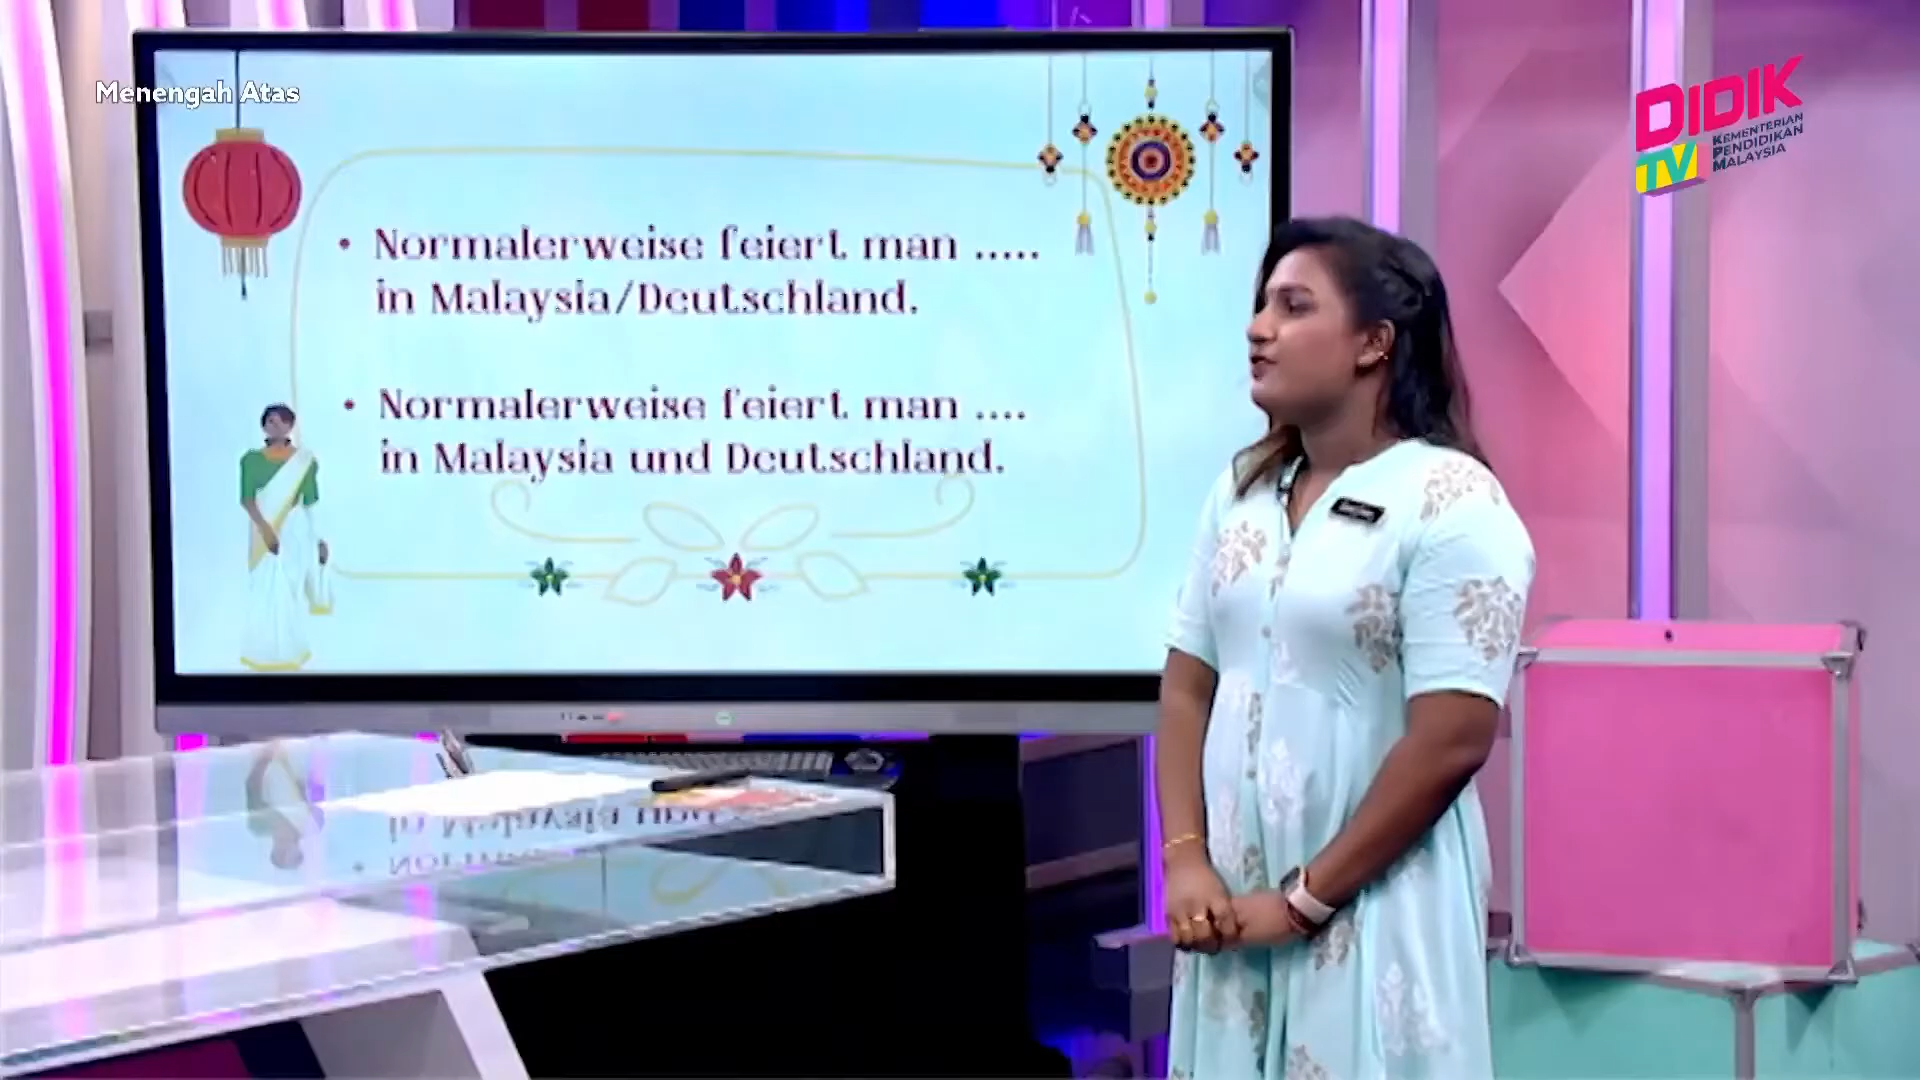 Menengah Atas
DIDIK
TV
KEMENTERIAN
PENDIDIKAN
MALAYSIA
• Normalerweise feiert man .....
in Malaysia/Deutschland.
• Normalerweise feiert man ....
in Malaysia und Deutschland.